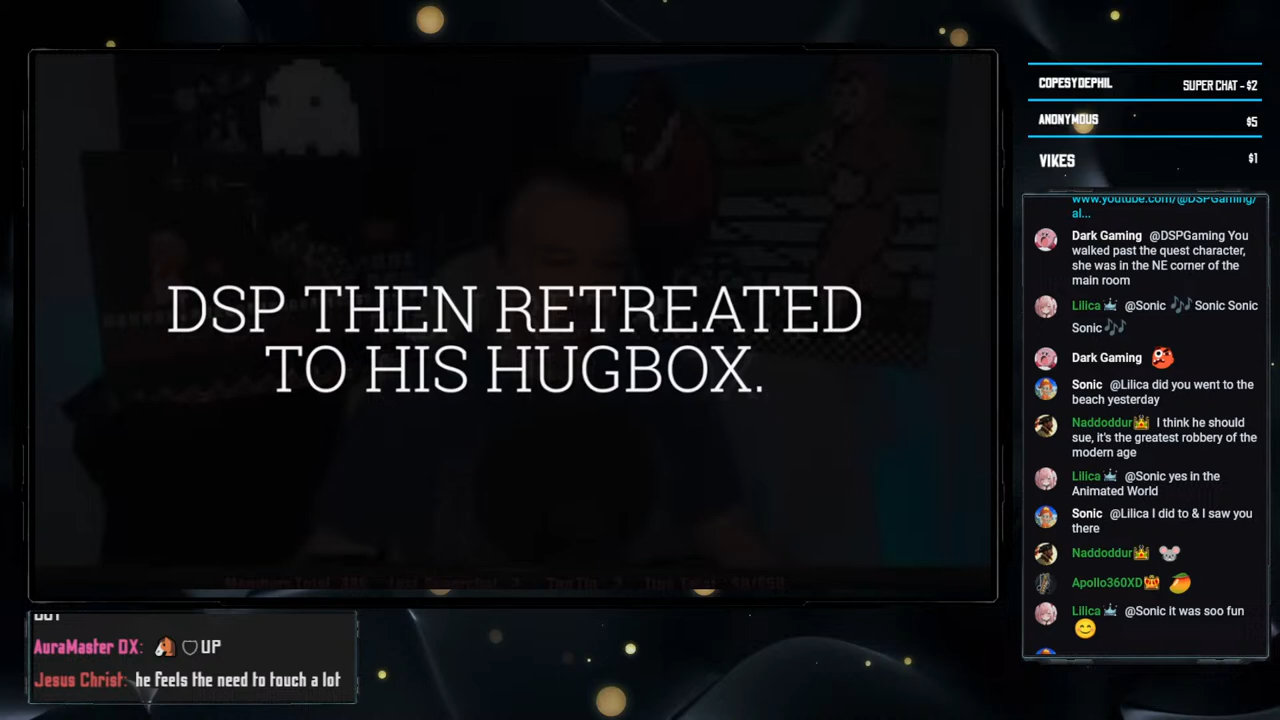 COPESYDEPHIL SUPER CHAT - $2
ANONYMOUS $5
VIKES $1
www.youtube.com/@DSPGaming/
al...
Dark Gaming @DSPGaming You
walked past the quest character,
she was in the NE corner of the
main room
Lilica @Sonic 🎶 Sonic Sonic
Sonic 🎶
Dark Gaming
Sonic @Lilica did you went to the
beach yesterday
Naddoddur I think he should
sue, it's the greatest robbery of the
modern age
Lilica @Sonic yes in the
Animated World
Sonic @Lilica I did to & I saw you
there
Naddoddur 🐭
Apollo360XD 🥭
Lilica @Sonic it was soo fun
😊
DSP THEN RETREATED
TO HIS HUGBOX.
AuraMaster DX: 🐴 🛡 UP
Jesus Christ: he feels the need to touch a lot